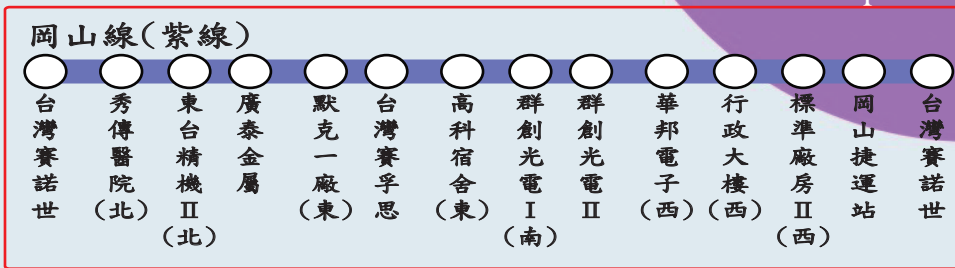 岡山線(紫線)
台灣賽諾世
秀傳醫院(北)
東台精機II(北)
廣泰金屬
默克一廠(東)
台灣賽孚思
高科宿舍(東)
群創光電I(南)
群創光電II
華邦電子(西)
行政大樓(西)
標準廠房II(西)
岡山捷運站
台灣賽諾世